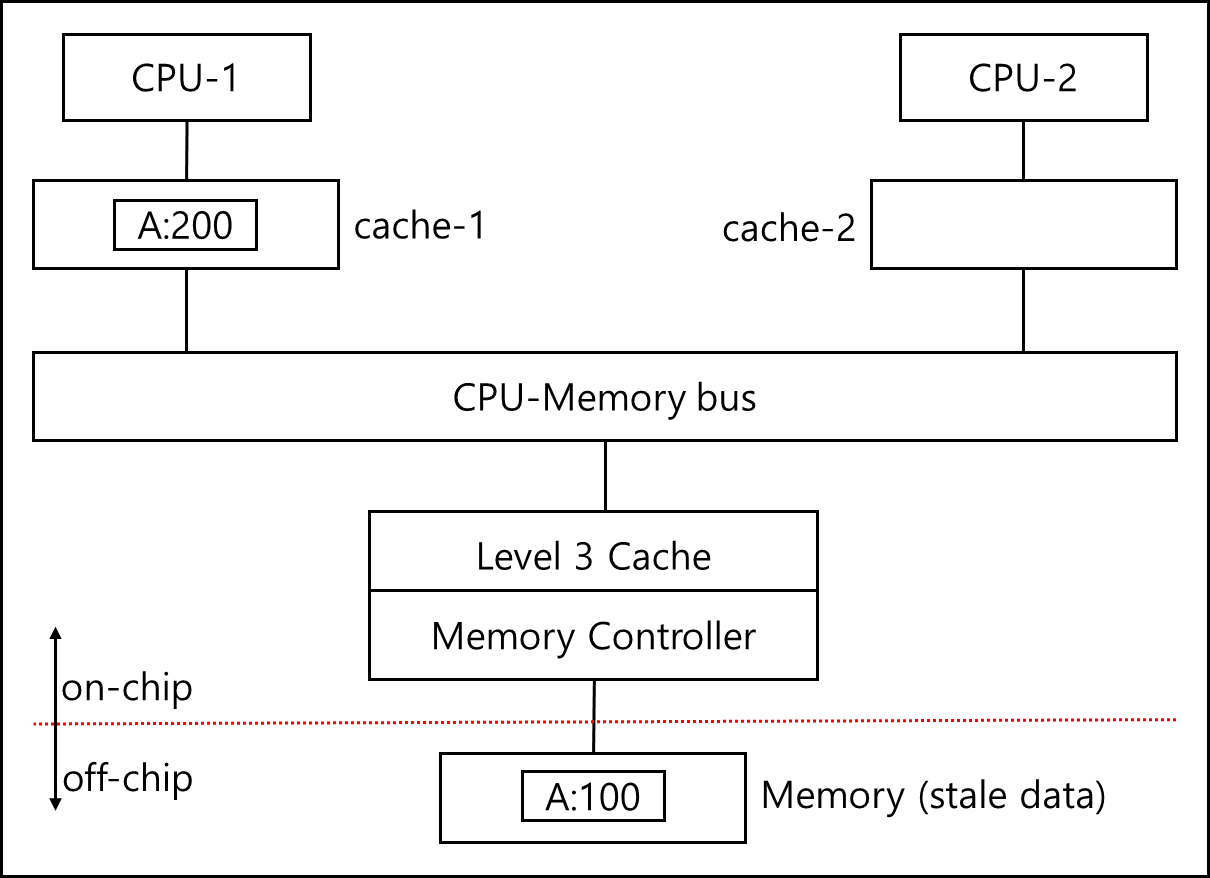 CPU-1
CPU-2
A:200
cache-1
cache-2
CPU-Memory bus
Level 3 Cache
Memory Controller
on-chip
off-chip
A:100
Memory (stale data)